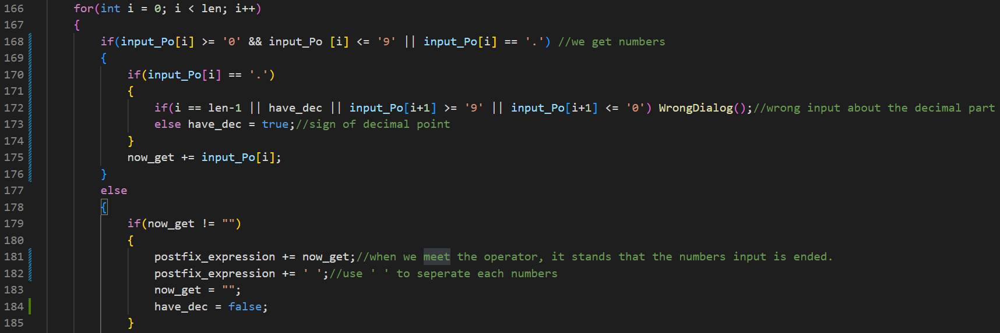 166 for(int i = 0; i < len; i++)
167 {
168 if(input_Po[i] >= '0' && input_Po [i] <= '9' || input_Po[i] == '.') //we get numbers
169 {
170 if(input_Po[i] == '.')
171 {
172 if(i == len-1 || have_dec || input_Po[i+1] >= '9' || input_Po[i+1] <= '0') WrongDialog();//wrong input about the decimal part
173 else have_dec = true;//sign of decimal point
174 }
175 now_get += input_Po[i];
176 }
177 else
178 {
179 if(now_get != "")
180 {
181 postfix_expression += now_get;//when we meet the operator, it stands that the numbers input is ended.
182 postfix_expression += ' ';//use ' ' to seperate each numbers
183 now_get = "";
184 have_dec = false;
185 }